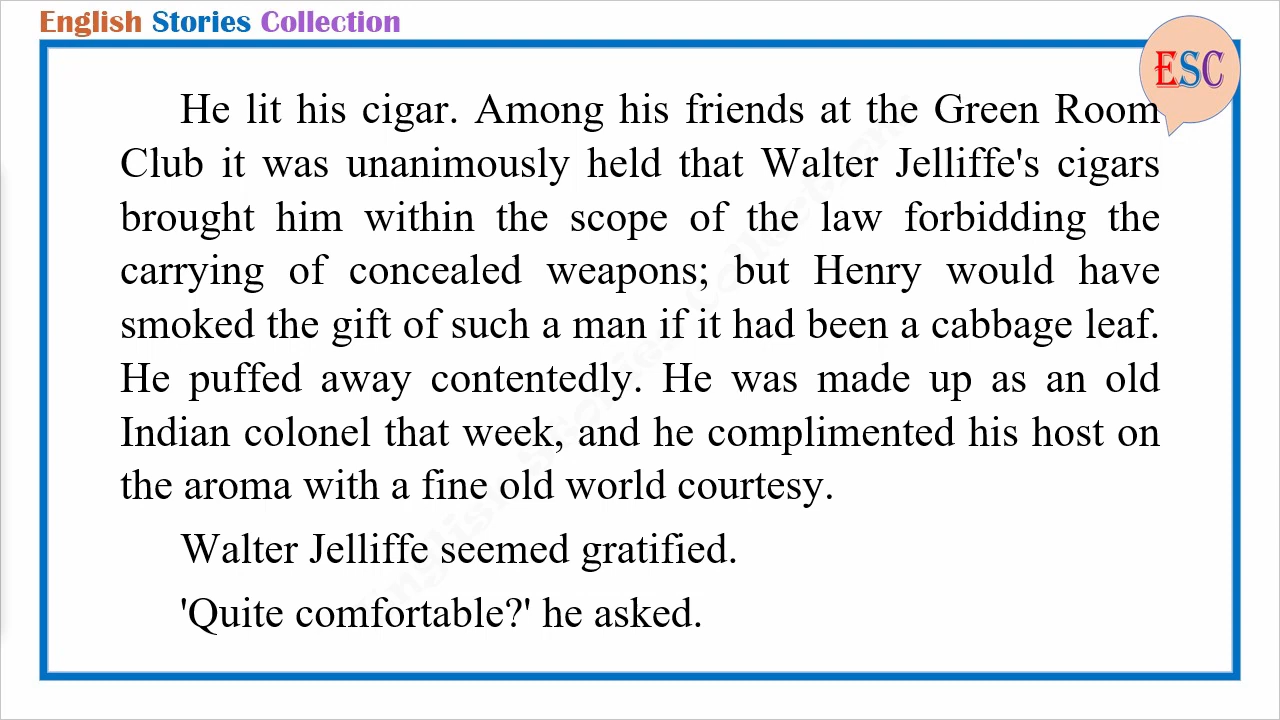 English Stories Collection
ESC
He lit his cigar. Among his friends at the Green Room
Club it was unanimously held that Walter Jelliffe's cigars
brought him within the scope of the law forbidding the
carrying of concealed weapons; but Henry would have
smoked the gift of such a man if it had been a cabbage leaf.
He puffed away contentedly. He was made up as an old
Indian colonel that week, and he complimented his host on
the aroma with a fine old world courtesy.
Walter Jelliffe seemed gratified.
'Quite comfortable?' he asked.
English Stories Collection